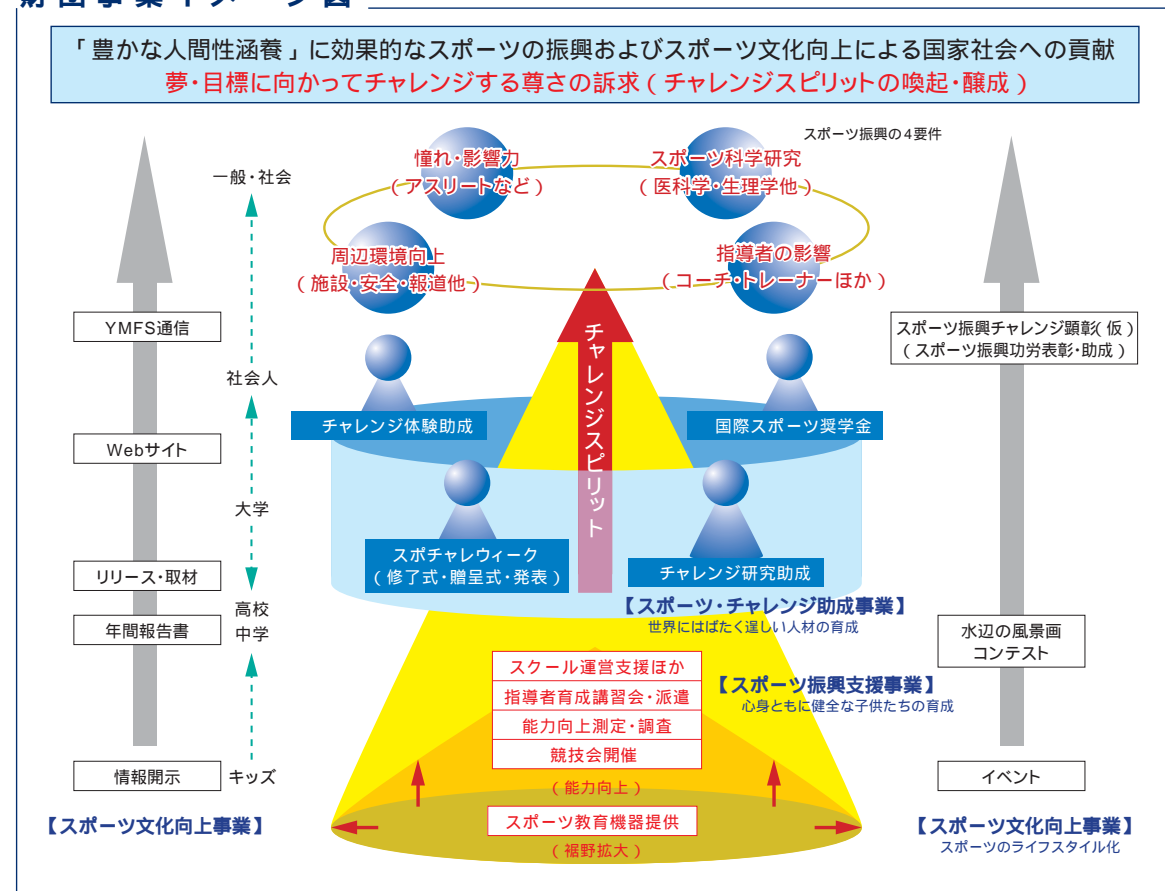 財団事業イメージ図
「豊かな人間性涵養」に効果的なスポーツの振興およびスポーツ文化向上による国家社会への貢献
夢・目標に向かってチャレンジする尊さの訴求(チャレンジスピリットの喚起・醸成)
スポーツ振興の4要件
憧れ・影響力
(アスリートなど)
スポーツ科学研究
(医科学・生理学他)
周辺環境向上
(施設・安全・報道他)
指導者の影響
(コーチ・トレーナーほか)
一般・社会
社会人
大学
高校
中学
キッズ
YMFS通信
Webサイト
リリース・取材
年間報告書
情報開示
【スポーツ文化向上事業】
チャレンジスピリット
チャレンジ体験助成
国際スポーツ奨学金
スポチャレウィーク
(修了式・贈呈式・発表)
チャレンジ研究助成
【スポーツ・チャレンジ助成事業】
世界にはばたく逞しい人材の育成
スクール運営支援ほか
指導者育成講習会・派遣
能力向上測定・調査
競技会開催
(能力向上)
スポーツ教育機器提供
(裾野拡大)
【スポーツ振興支援事業】
心身ともに健全な子供たちの育成
スポーツ振興チャレンジ顕彰(仮)
(スポーツ振興功労表彰・助成)
水辺の風景画
コンテスト
イベント
【スポーツ文化向上事業】
スポーツのライフスタイル化